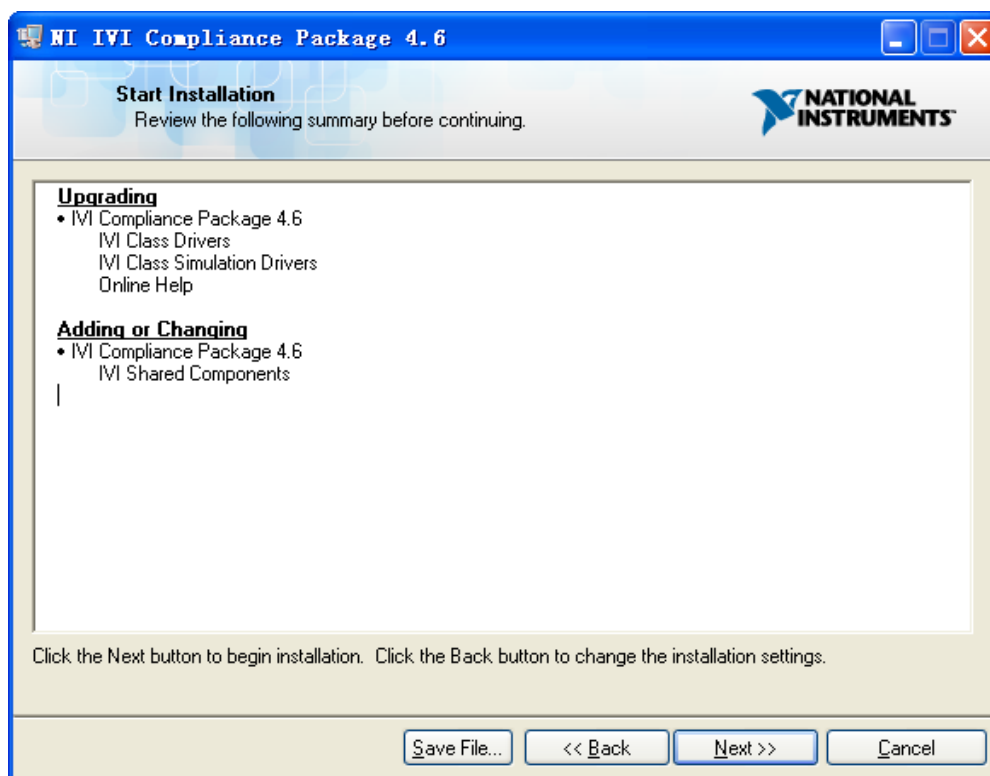 NI IVI Compliance Package 4.6
Start Installation
Review the following summary before continuing.
NATIONAL
INSTRUMENTS™
Upgrading
• IVI Compliance Package 4.6
IVI Class Drivers
IVI Class Simulation Drivers
Online Help
Adding or Changing
• IVI Compliance Package 4.6
IVI Shared Components
Click the Next button to begin installation.  Click the Back button to change the installation settings.
Save File...
<< Back
Next >>
Cancel